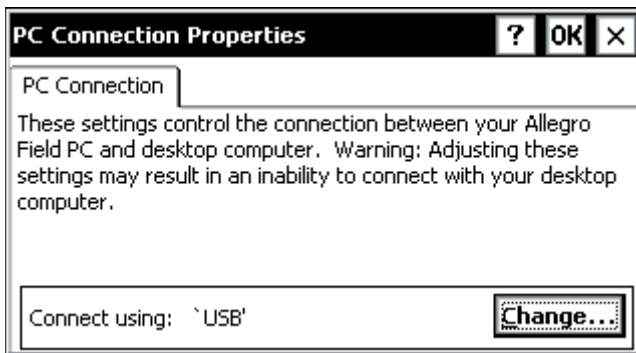 PC Connection Properties ? OK ×
PC Connection
These settings control the connection between your Allegro
Field PC and desktop computer. Warning: Adjusting these
settings may result in an inability to connect with your desktop
computer.
Connect using: `USB' Change...